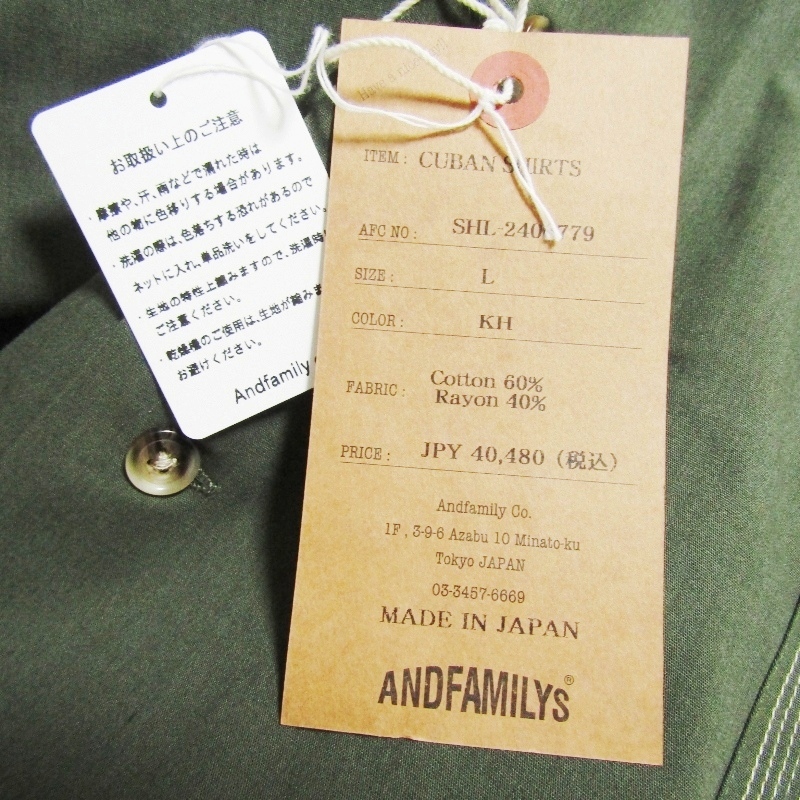 お取扱い上のご注意
・摩擦や、汗、雨などで濡れた時は
他の物に色移りする場合があります。
・洗濯の際は、色落ちする恐れがあるので
ネットに入れ、単品洗いをしてください。
・生地の特性上縮みますので、洗濯時
ご注意ください。
・乾燥機のご使用は、生地が縮みま
お避けください。
Andfamily
ITEM : CUBAN SHIRTS
AFC NO : SHL-240 779
SIZE : L
COLOR : KH
FABRIC : Cotton 60%
Rayon 40%
PRICE : JPY 40,480 (税込)
Andfamily Co.
1F , 3-9-6 Azabu 10 Minato-ku
Tokyo JAPAN
03-3457-6669
MADE IN JAPAN
ANDFAMILYS®